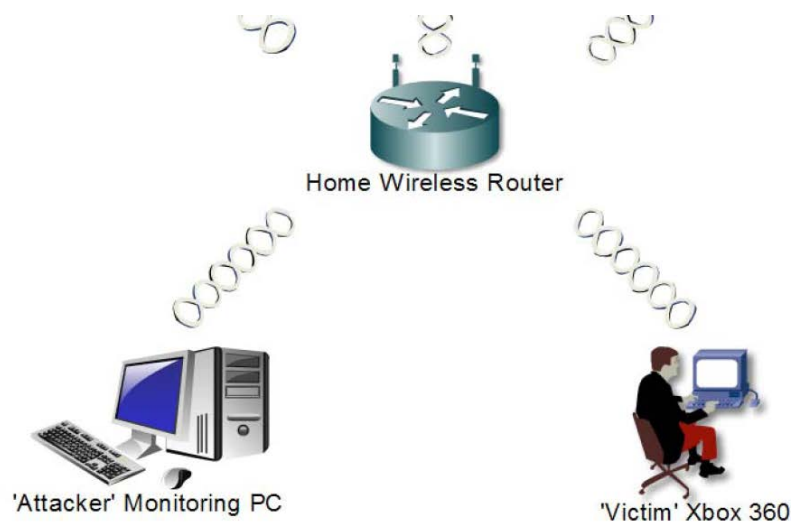 Home Wireless Router
'Attacker' Monitoring PC
'Victim' Xbox 360